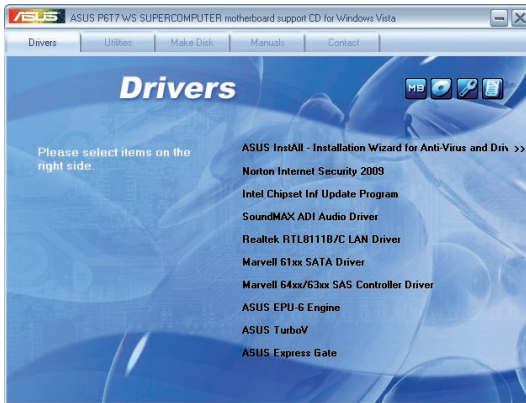 ASUS ASUS P6T7 WS SUPERCOMPUTER motherboard support CD for Windows Vista
Drivers Utilities Make Disk Manuals Contact
Drivers
MB
Please select items on the
right side.
ASUS InstAll - Installation Wizard for Anti-Virus and Driv >>
Norton Internet Security 2009
Intel Chipset Inf Update Program
SoundMAX ADI Audio Driver
Realtek RTL8111B/C LAN Driver
Marvell 61xx SATA Driver
Marvell 64xx/63xx SAS Controller Driver
ASUS EPU-6 Engine
ASUS TurboV
ASUS Express Gate